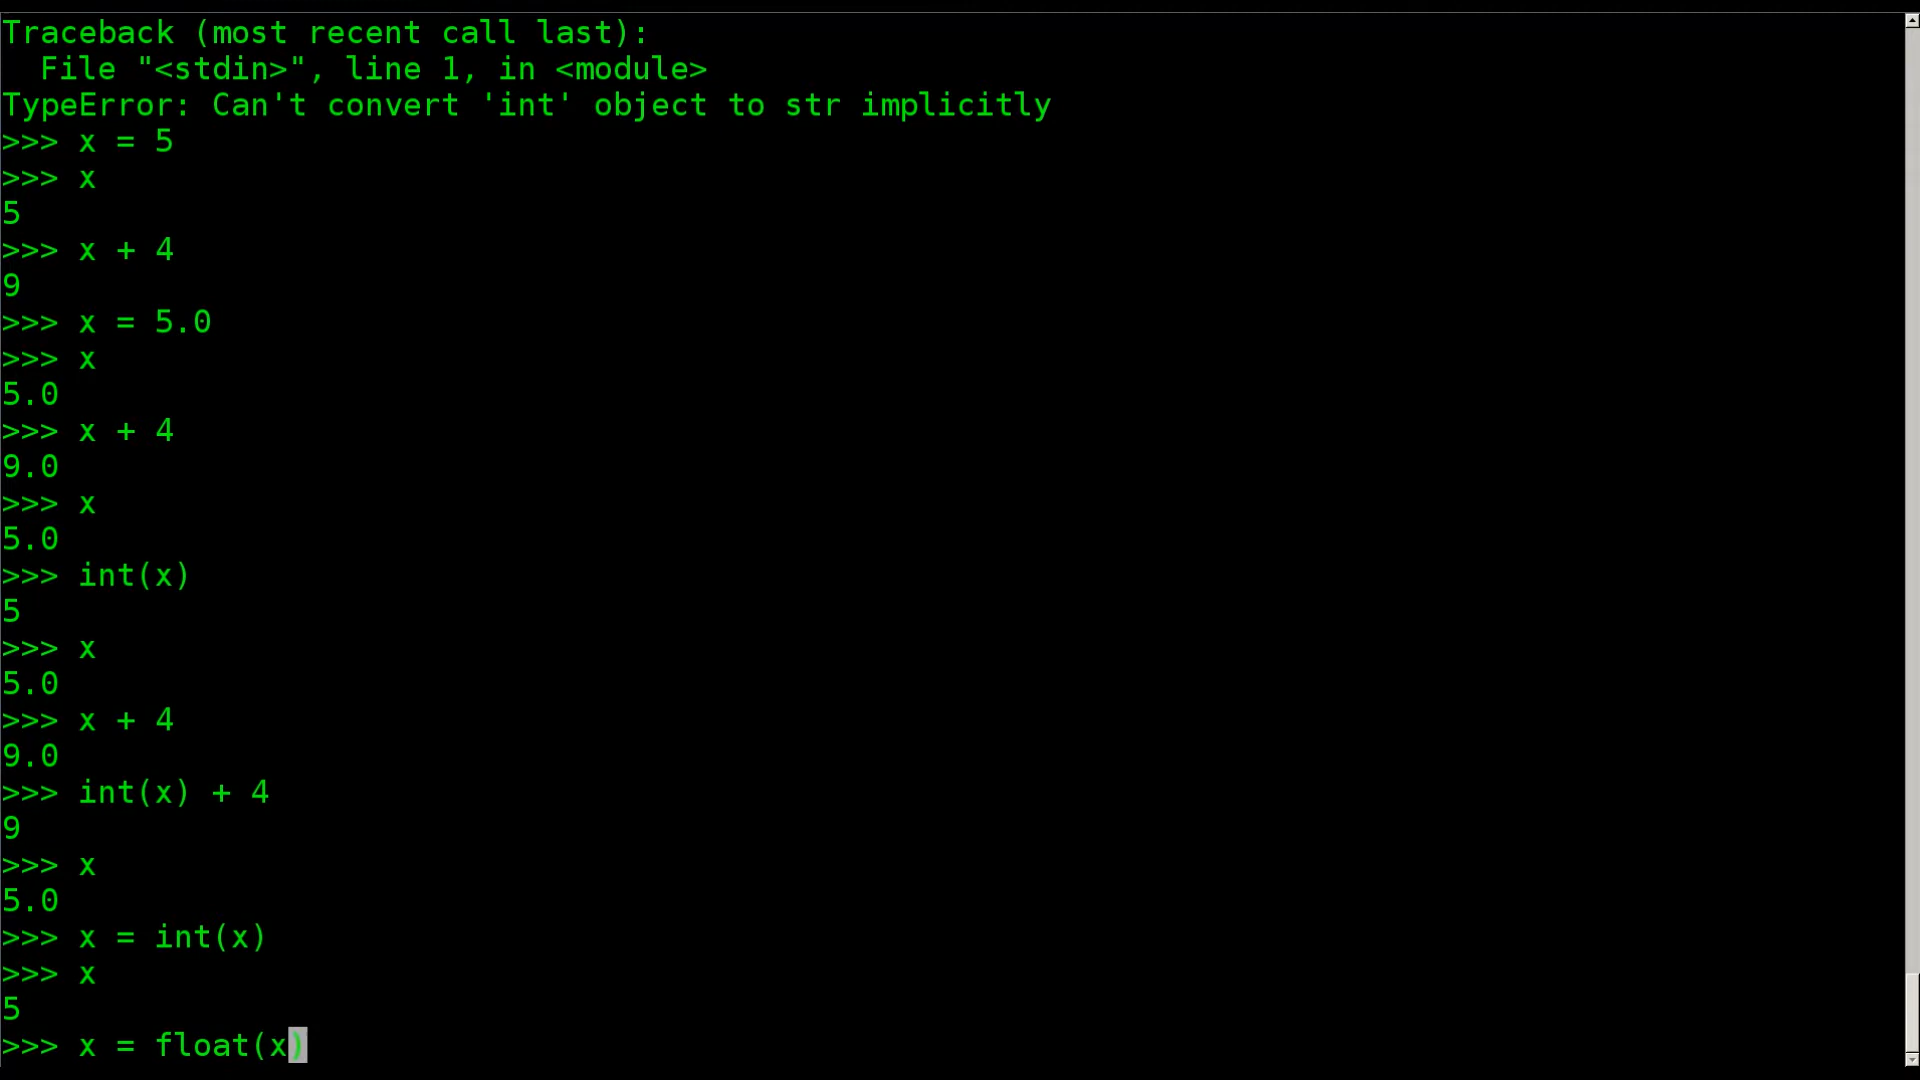 Traceback (most recent call last):
  File "<stdin>", line 1, in <module>
TypeError: Can't convert 'int' object to str implicitly
>>> x = 5
>>> x
5
>>> x + 4
9
>>> x = 5.0
>>> x
5.0
>>> x + 4
9.0
>>> x
5.0
>>> int(x)
5
>>> x
5.0
>>> x + 4
9.0
>>> int(x) + 4
9
>>> x
5.0
>>> x = int(x)
>>> x
5
>>> x = float(x)